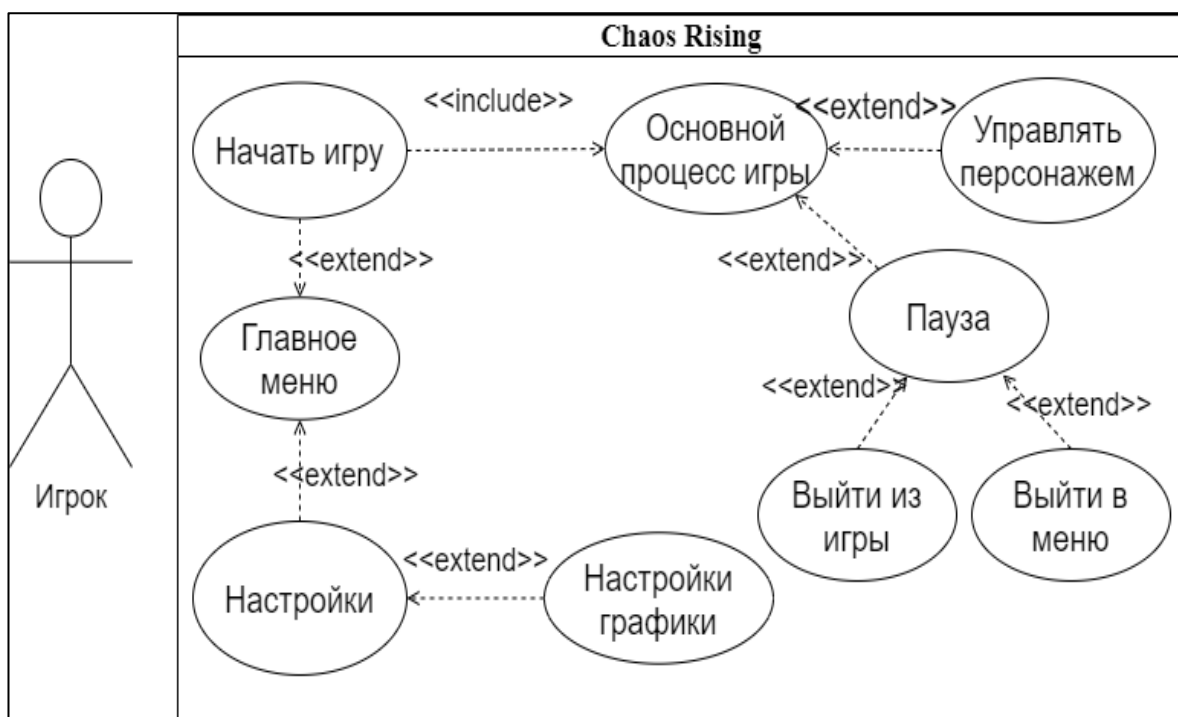 Chaos Rising
<<include>>
<<extend>>
Начать игру
Основной
процесс игры
Управлять
персонажем
<<extend>>
<<extend>>
Главное
меню
Пауза
<<extend>>
<<extend>>
<<extend>>
Игрок
Выйти из
игры
Выйти в
меню
<<extend>>
Настройки
Настройки
графики